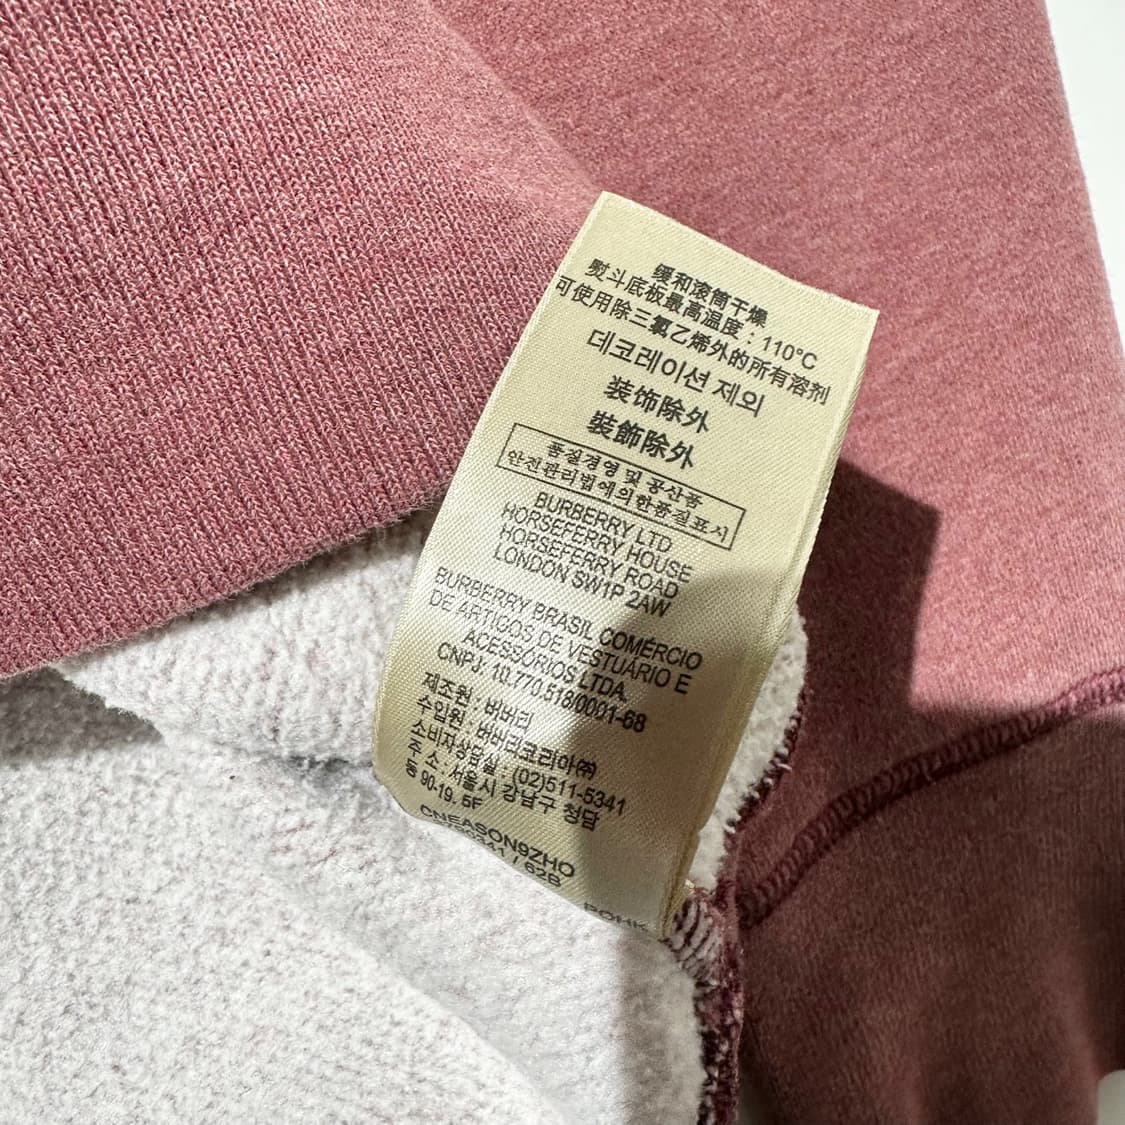 缓和滚筒干燥
熨斗底板最高温度：110°C
可使用除三氯乙烯外的所有溶剂
데코레이션 제외
装饰除外
裝飾除外
품질경영 및 공산품
안전관리법에의한품질표시
BURBERRY LTD
HORSEFERRY HOUSE
HORSEFERRY ROAD
LONDON SW1P 2AW
BURBERRY BRASIL COMÉRCIO
DE ARTIGOS DE VESTUÁRIO E
ACESSÓRIOS LTDA.
CNPJ. 10.770.518/0001-68
제조원 : 버버리
수입원 : 버버리코리아㈜
소비자상담실 : (02)511-5341
주 소 : 서울시 강남구 청담
동 90-19. 5F
CNEASON9ZHO
/ 62B